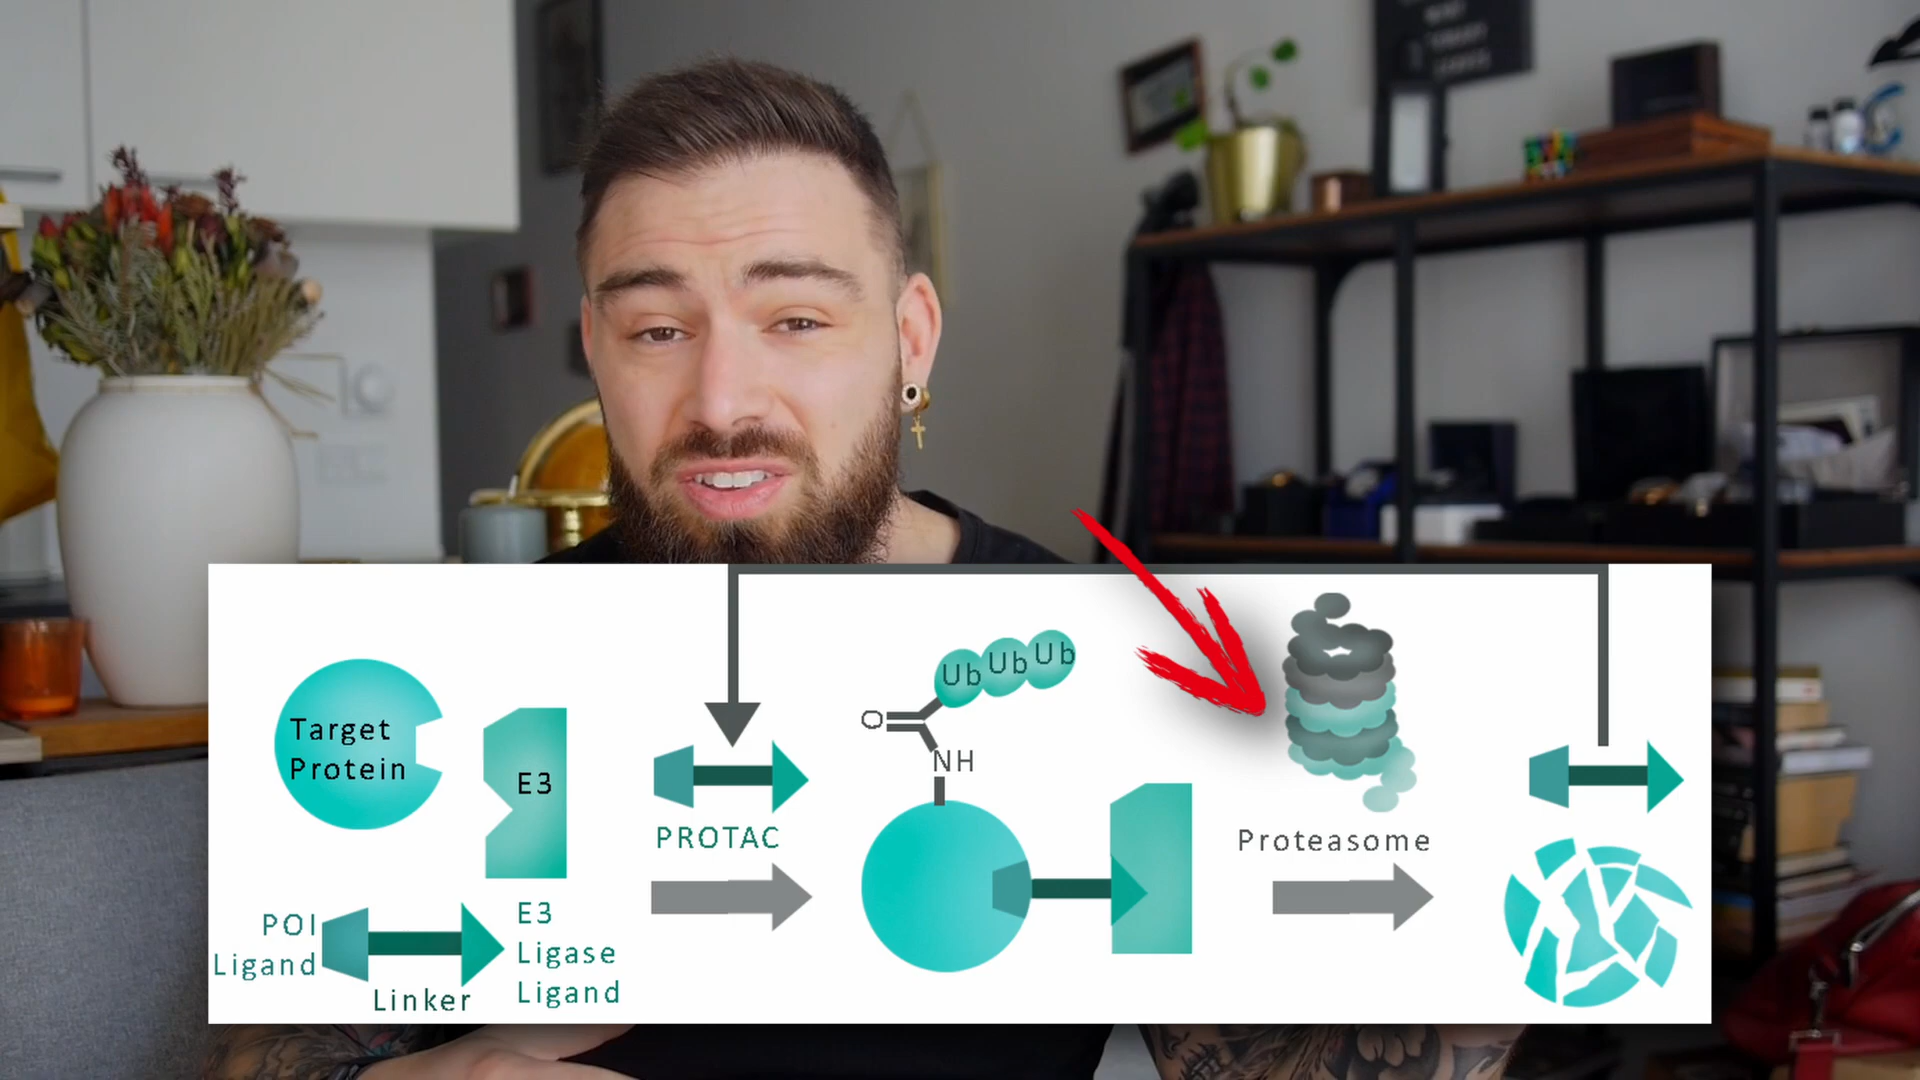 Target
Protein
E3
POI
Ligand
Linker
E3
Ligase
Ligand
PROTAC
Ub Ub Ub
O
NH
Proteasome